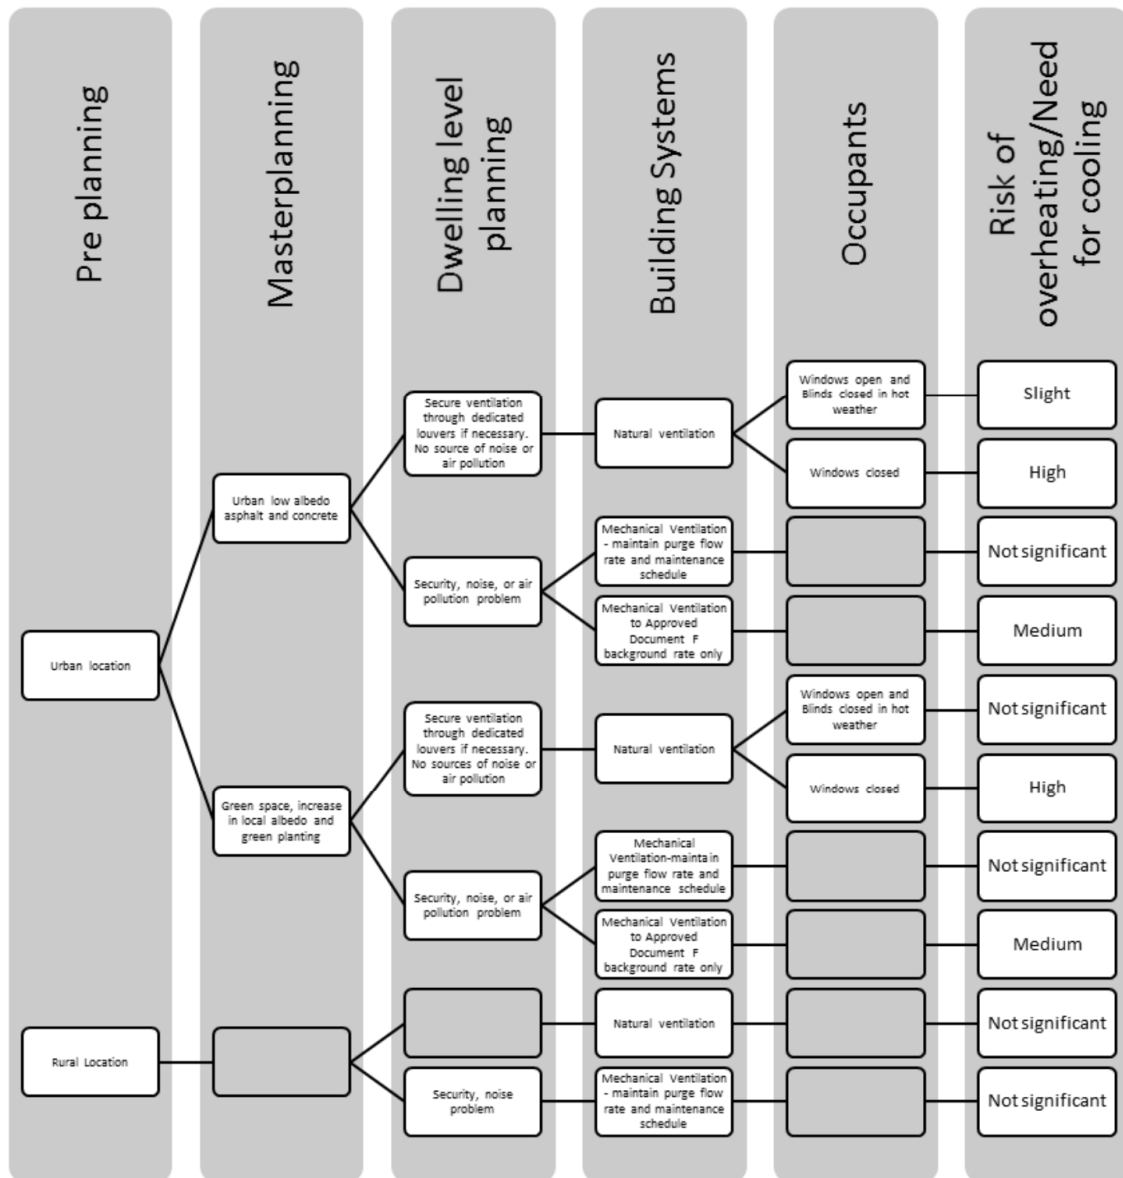 Pre planning
Masterplanning
Dwelling level
planning
Building Systems
Occupants
Risk of
overheating/Need
for cooling
Urban location
Rural Location
Urban low albedo
asphalt and concrete
Green space, increase
in local albedo and
green planting
Secure ventilation
through dedicated
louvers if necessary.
No source of noise or
air pollution
Security, noise, or air
pollution problem
Secure ventilation
through dedicated
louvers if necessary.
No sources of noise or
air pollution
Security, noise, or air
pollution problem
Security, noise
problem
Natural ventilation
Mechanical Ventilation
- maintain purge flow
rate and maintenance
schedule
Mechanical Ventilation
to Approved
Document F
background rate only
Natural ventilation
Mechanical
Ventilation-maintain
purge flow rate and
maintenance schedule
Mechanical Ventilation
to Approved
Document F
background rate only
Natural ventilation
Mechanical Ventilation
- maintain purge flow
rate and maintenance
schedule
Windows open and
Blinds closed in hot
weather
Windows closed
Windows open and
Blinds closed in hot
weather
Windows closed
Slight
High
Not significant
Medium
Not significant
High
Not significant
Medium
Not significant
Not significant